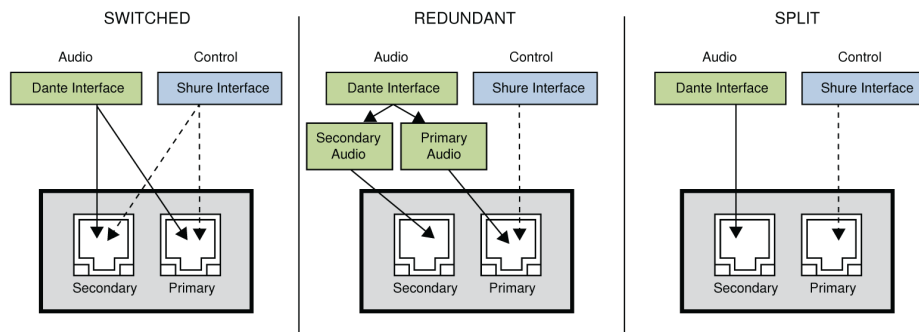 SWITCHED
Audio
Control
Dante Interface
Shure Interface
Secondary
Primary
REDUNDANT
Audio
Control
Dante Interface
Shure Interface
Secondary
Audio
Primary
Audio
Secondary
Primary
SPLIT
Audio
Control
Dante Interface
Shure Interface
Secondary
Primary